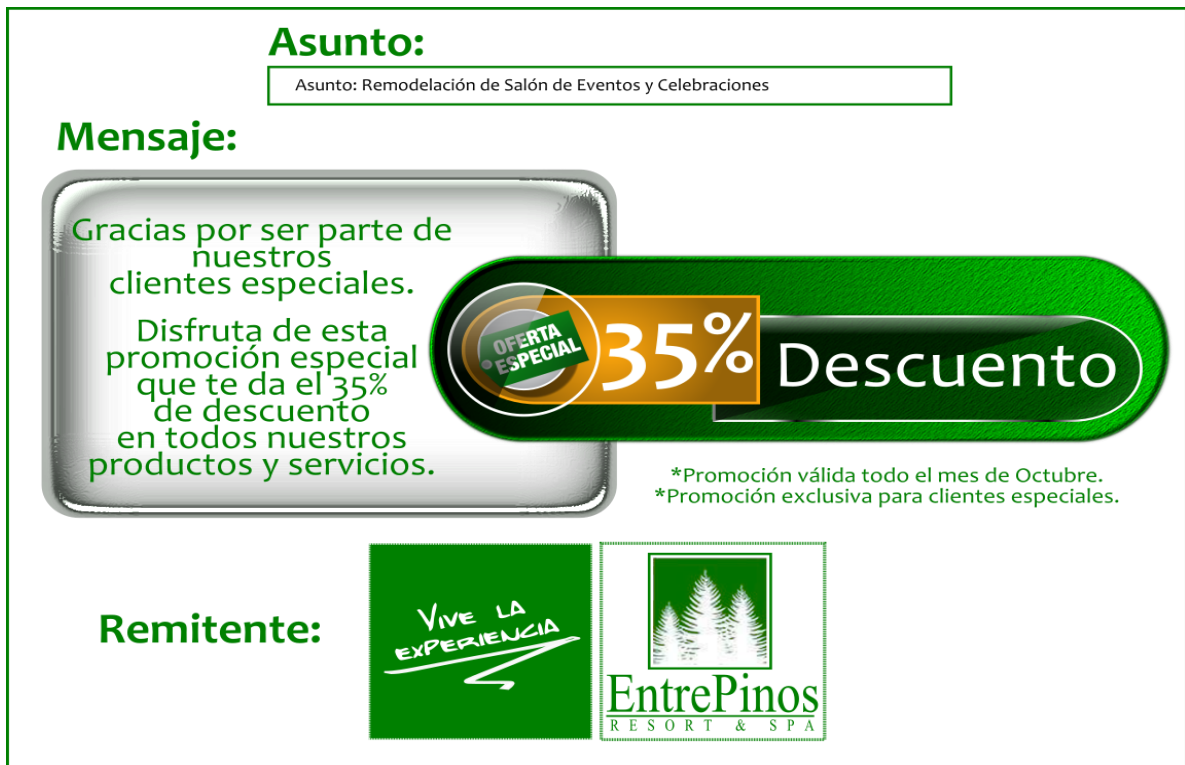 Asunto:
Asunto: Remodelación de Salón de Eventos y Celebraciones
Mensaje:
Gracias por ser parte de
nuestros
clientes especiales.
Disfruta de esta
promoción especial
que te da el 35%
de descuento
en todos nuestros
productos y servicios.
OFERTA
ESPECIAL
35%
Descuento
*Promoción válida todo el mes de Octubre.
*Promoción exclusiva para clientes especiales.
Remitente:
VIVE LA
EXPERIENCIA
EntrePinos
RESORT & SPA